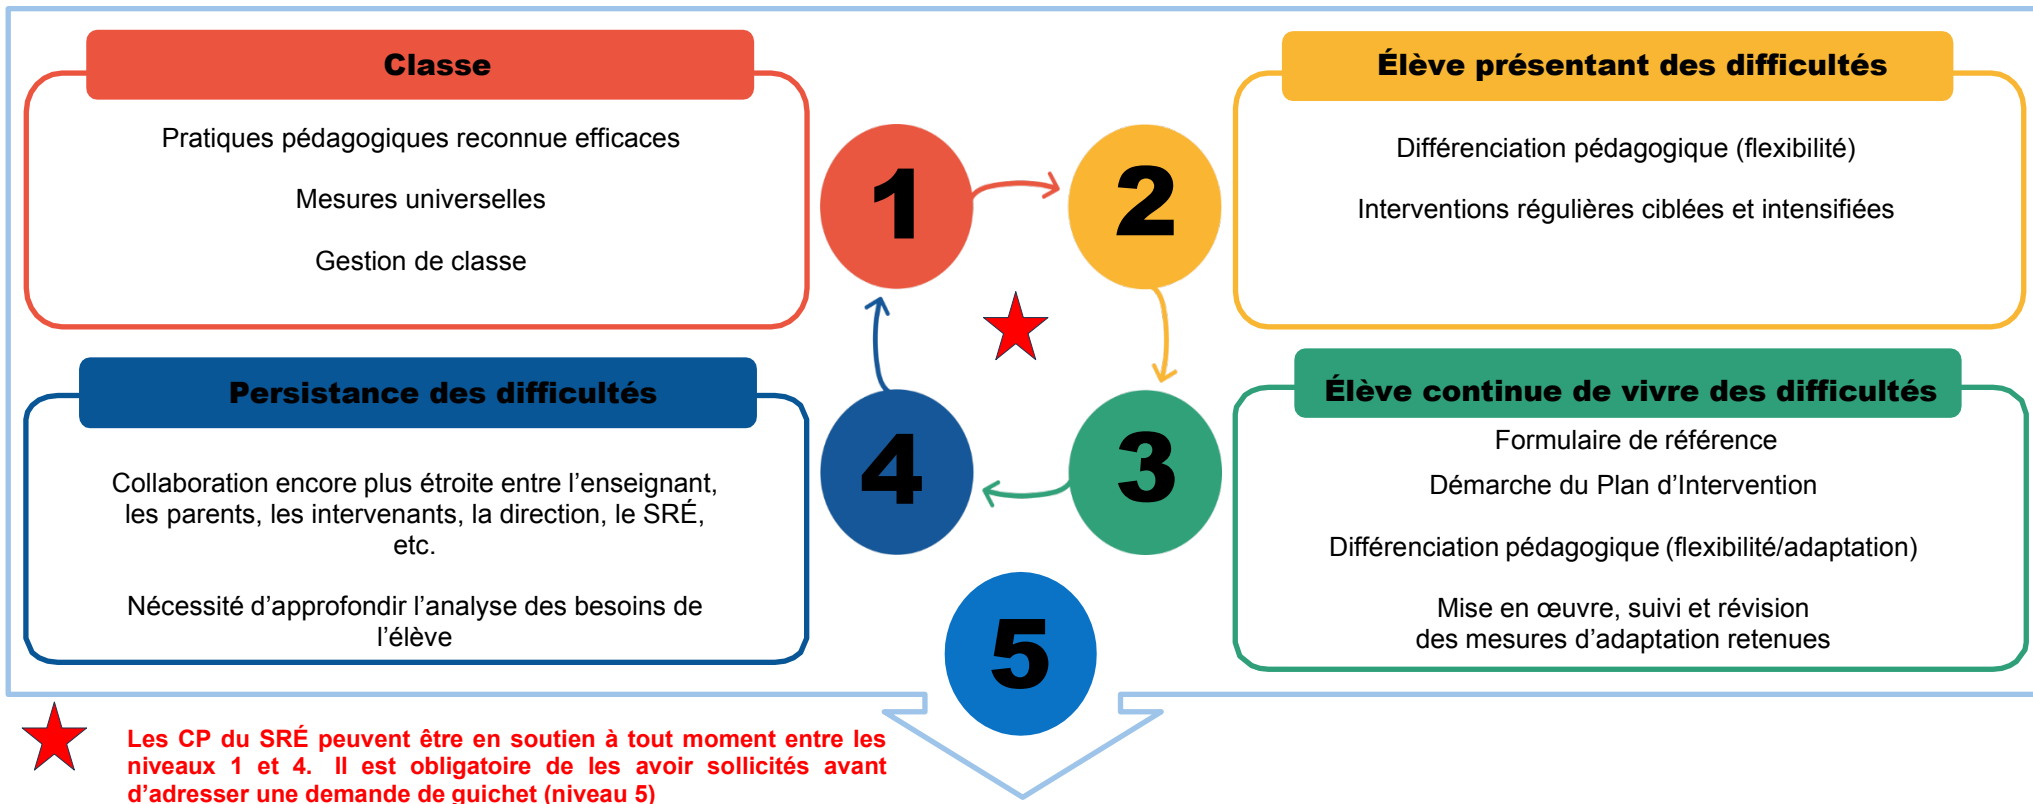 Classe
Pratiques pédagogiques reconnue efficaces
Mesures universelles
Gestion de classe
1
2
Élève présentant des difficultés
Différenciation pédagogique (flexibilité)
Interventions régulières ciblées et intensifiées
Persistance des difficultés
Collaboration encore plus étroite entre l’enseignant,
les parents, les intervenants, la direction, le SRÉ,
etc.
Nécessité d’approfondir l’analyse des besoins de
l’élève
4
3
Élève continue de vivre des difficultés
Formulaire de référence
Démarche du Plan d’Intervention
Différenciation pédagogique (flexibilité/adaptation)
Mise en œuvre, suivi et révision
des mesures d’adaptation retenues
5
Les CP du SRÉ peuvent être en soutien à tout moment entre les
niveaux 1 et 4. Il est obligatoire de les avoir sollicités avant
d’adresser une demande de guichet (niveau 5)